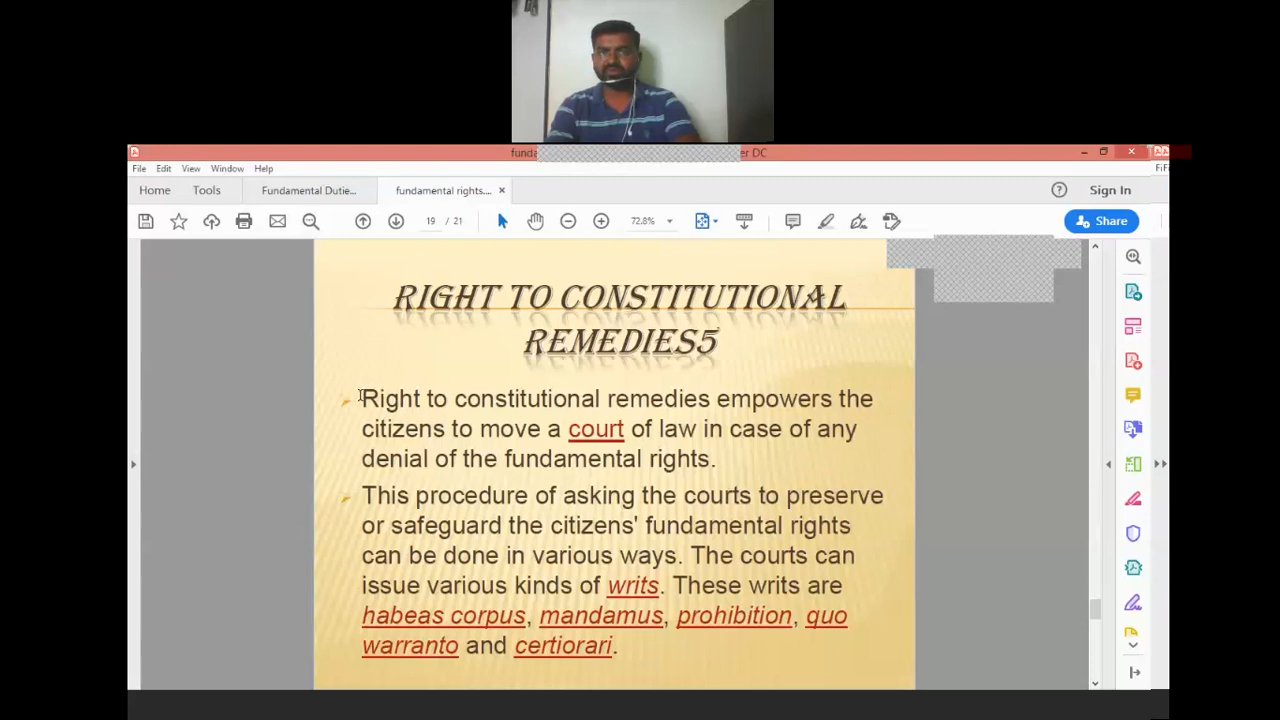 funda er DC
File Edit View Window Help
FiFi
Home Tools Fundamental Dutie... fundamental rights.... x Sign In
19 / 21 72.8% Share
RIGHT TO CONSTITUTIONAL
REMEDIES5
Right to constitutional remedies empowers the
citizens to move a court of law in case of any
denial of the fundamental rights.
This procedure of asking the courts to preserve
or safeguard the citizens' fundamental rights
can be done in various ways. The courts can
issue various kinds of writs. These writs are
habeas corpus, mandamus, prohibition, quo
warranto and certiorari.